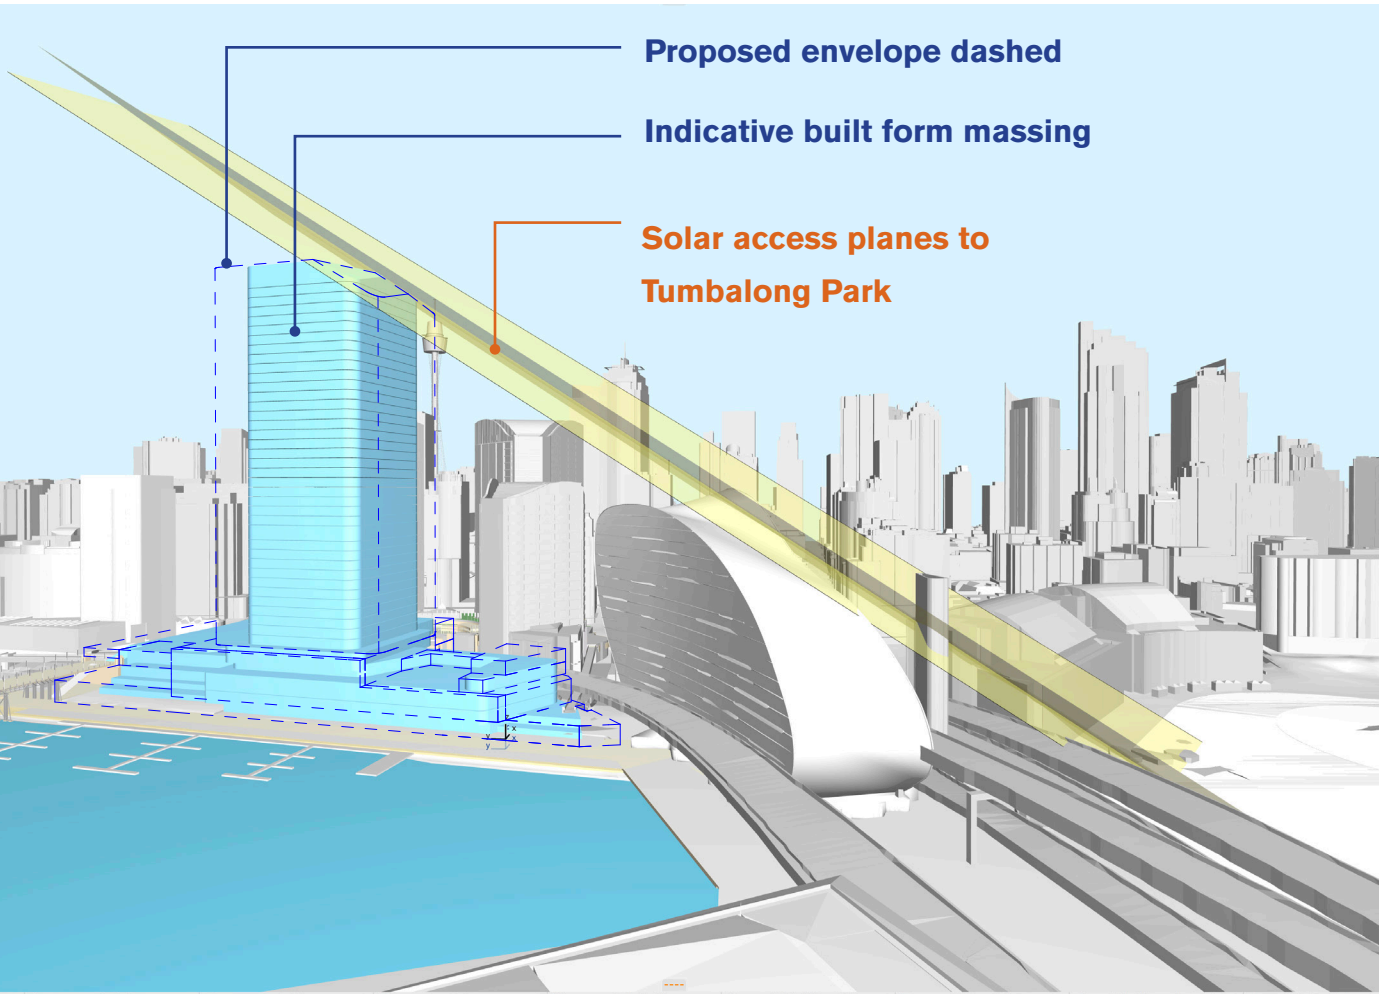 Proposed envelope dashed
Indicative built form massing
Solar access planes to
Tumbalong Park
x
y
x
y